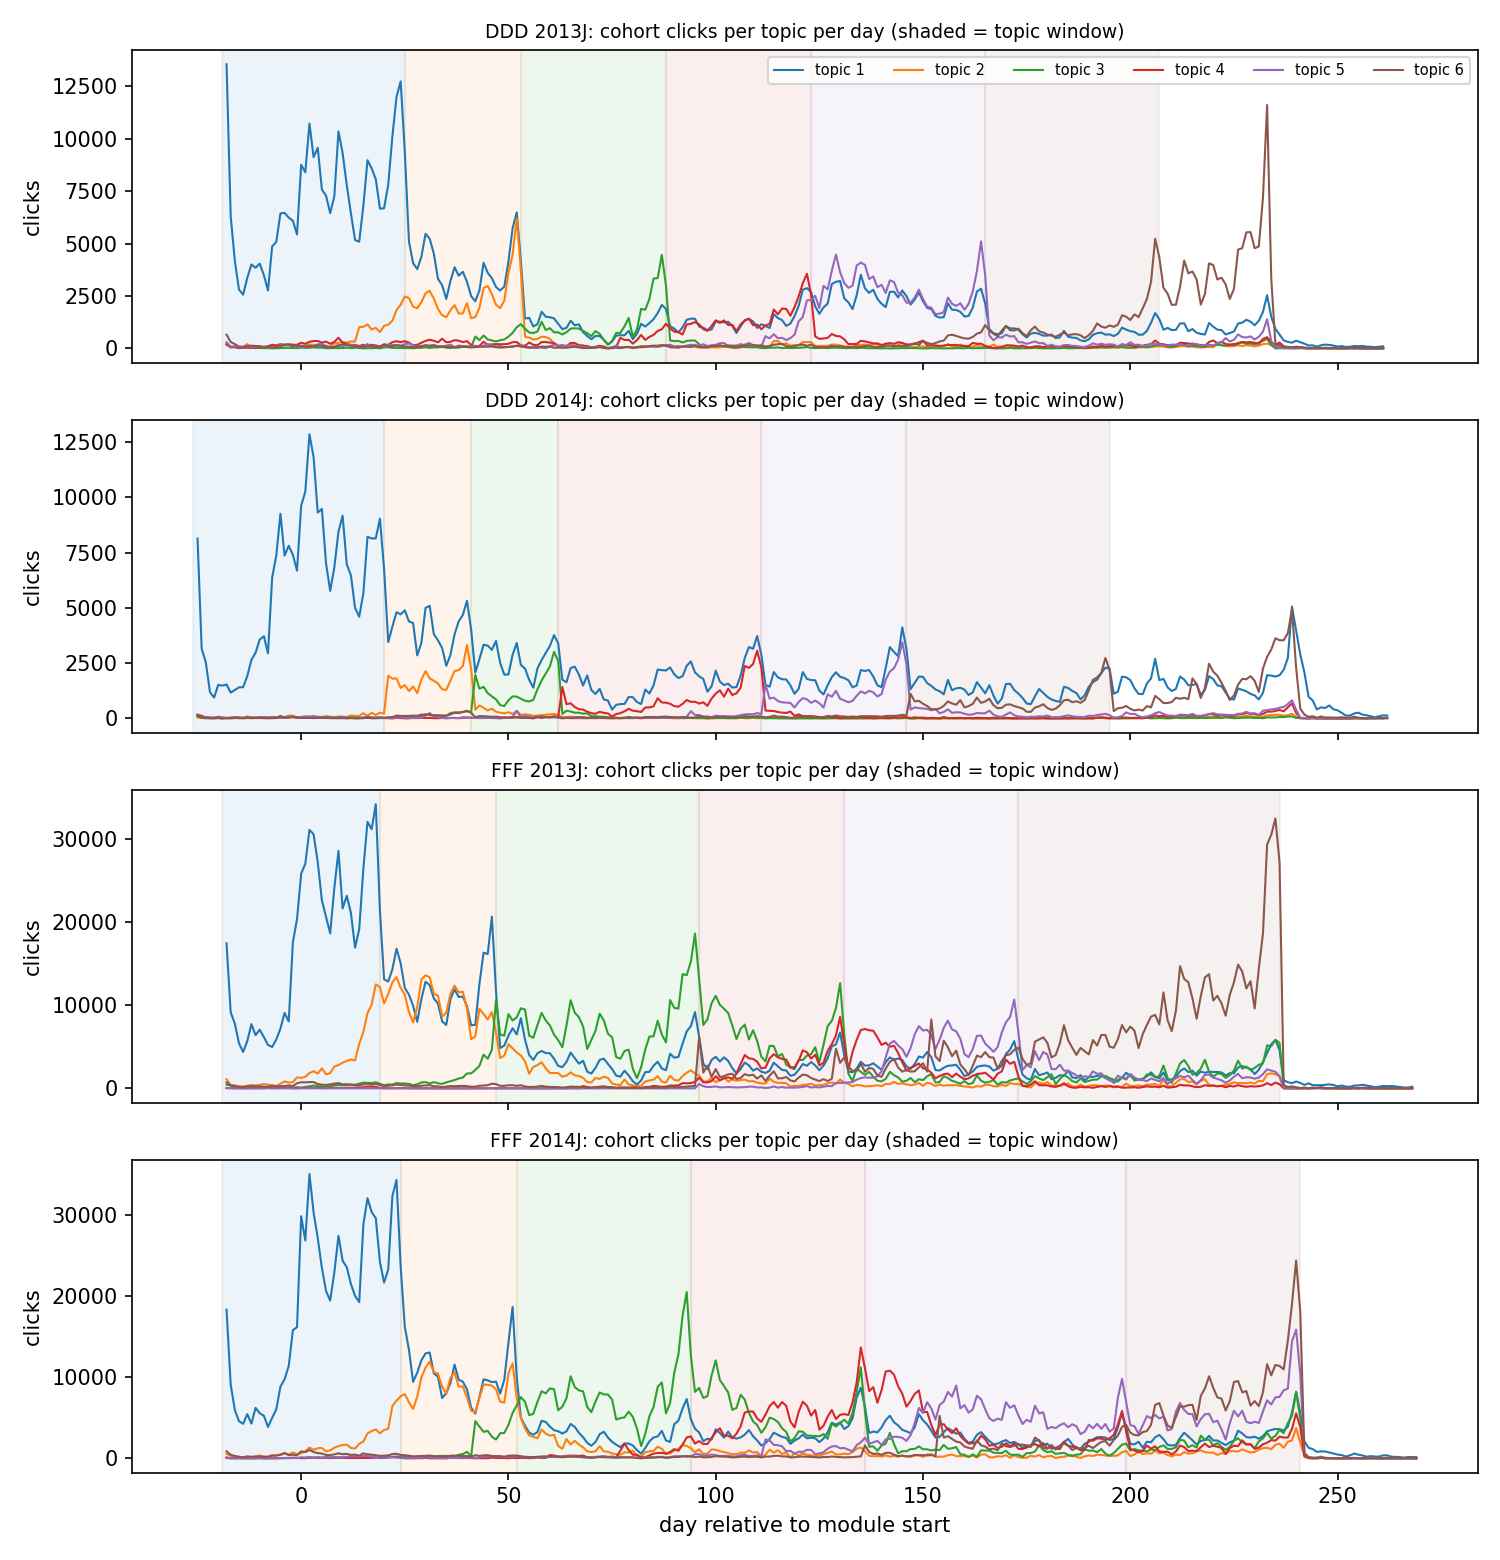 DDD 2013J: cohort clicks per topic per day (shaded = topic window)
topic 1 topic 2 topic 3 topic 4 topic 5 topic 6
12500
10000
7500
5000
2500
0
clicks
DDD 2014J: cohort clicks per topic per day (shaded = topic window)
12500
10000
7500
5000
2500
0
clicks
FFF 2013J: cohort clicks per topic per day (shaded = topic window)
30000
20000
10000
0
clicks
FFF 2014J: cohort clicks per topic per day (shaded = topic window)
30000
20000
10000
0
clicks
0 50 100 150 200 250
day relative to module start